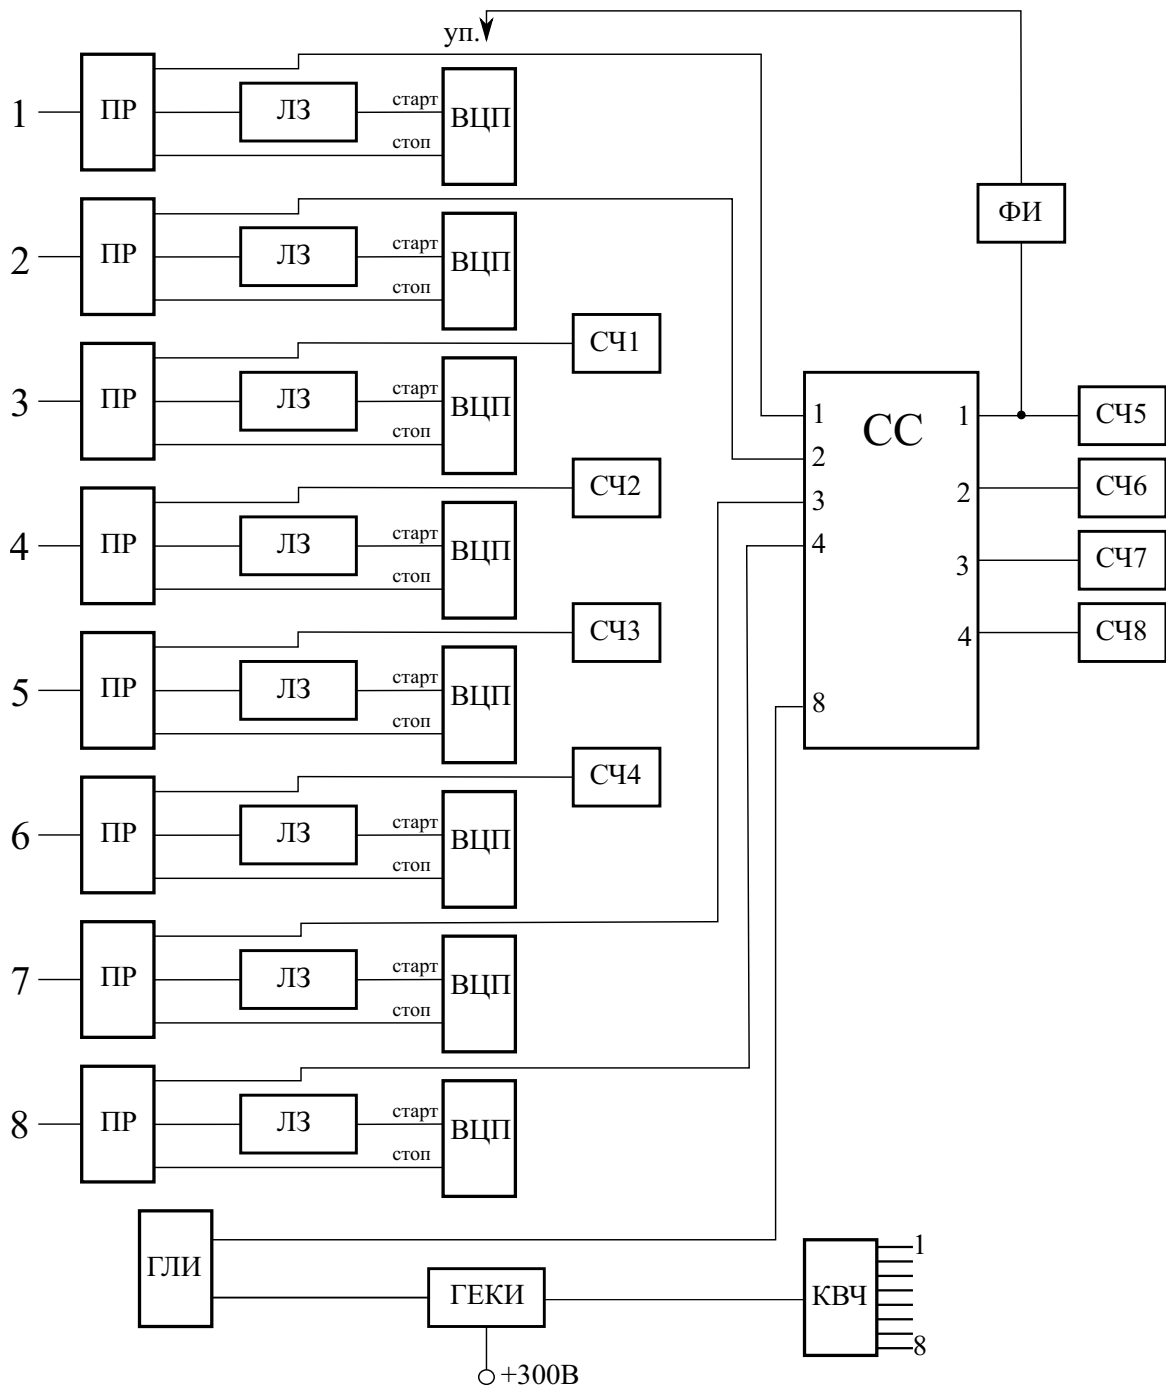 уп.
1
ПР
ЛЗ
старт
стоп
ВЦП
ФИ
2
ПР
ЛЗ
старт
стоп
ВЦП
СЧ1
3
ПР
ЛЗ
старт
стоп
ВЦП
СС
1
2
3
4
8
1
2
3
4
СЧ5
СЧ6
СЧ7
СЧ8
СЧ2
4
ПР
ЛЗ
старт
стоп
ВЦП
СЧ3
5
ПР
ЛЗ
старт
стоп
ВЦП
СЧ4
6
ПР
ЛЗ
старт
стоп
ВЦП
7
ПР
ЛЗ
старт
стоп
ВЦП
8
ПР
ЛЗ
старт
стоп
ВЦП
ГЛИ
ГЕКИ
+300В
КВЧ
1
8